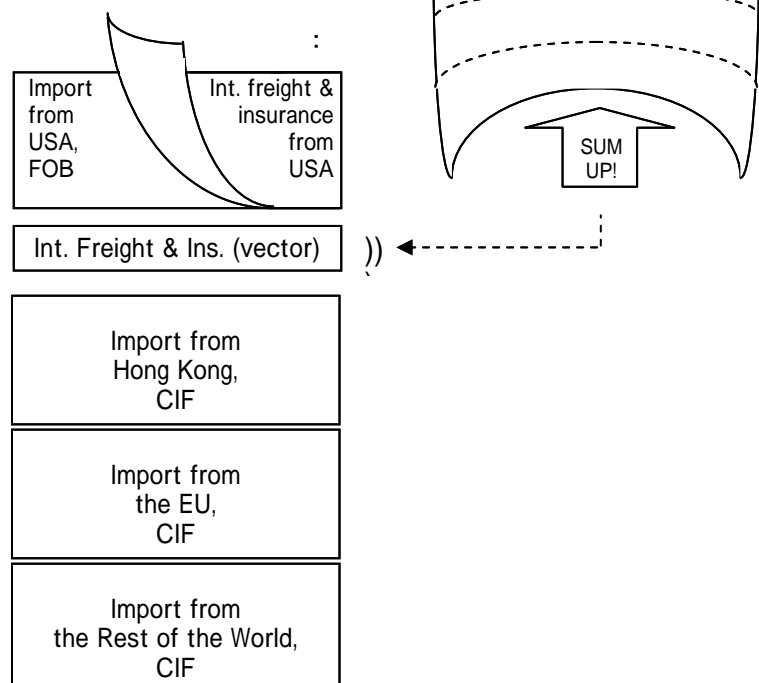 :
Import
from
USA,
FOB
Int. freight &
insurance
from
USA
SUM
UP!
Int. Freight & Ins. (vector)
))
Import from
Hong Kong,
CIF
Import from
the EU,
CIF
Import from
the Rest of the World,
CIF